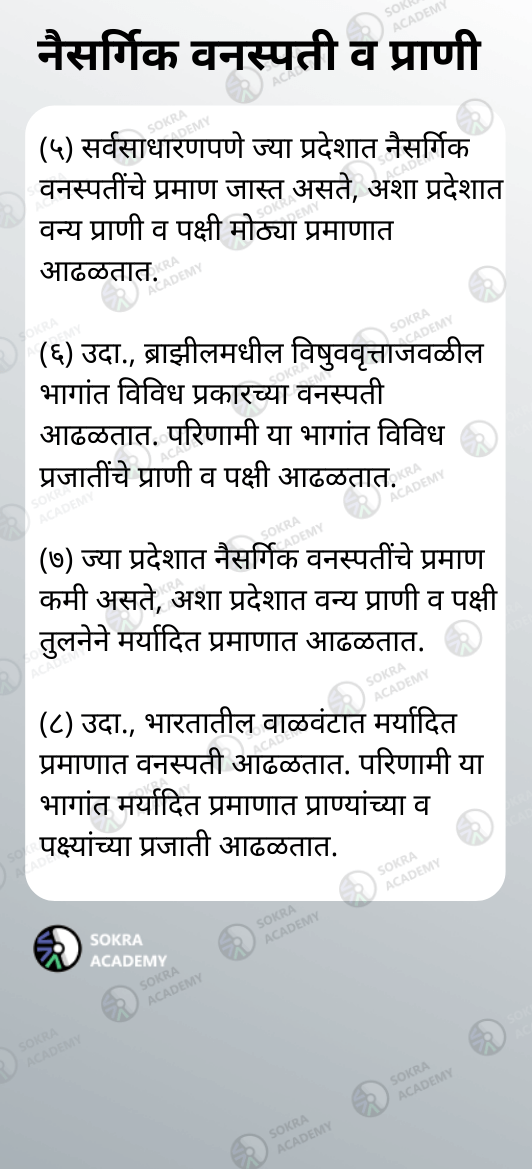 नैसर्गिक वनस्पती व प्राणी
(५) सर्वसाधारणपणे ज्या प्रदेशात नैसर्गिक
वनस्पतींचे प्रमाण जास्त असते, अशा प्रदेशात
वन्य प्राणी व पक्षी मोठ्या प्रमाणात
आढळतात.
(६) उदा., ब्राझीलमधील विषुववृत्ताजवळील
भागांत विविध प्रकारच्या वनस्पती
आढळतात. परिणामी या भागांत विविध
प्रजातींचे प्राणी व पक्षी आढळतात.
(७) ज्या प्रदेशात नैसर्गिक वनस्पतींचे प्रमाण
कमी असते, अशा प्रदेशात वन्य प्राणी व पक्षी
तुलनेने मर्यादित प्रमाणात आढळतात.
(८) उदा., भारतातील वाळवंटात मर्यादित
प्रमाणात वनस्पती आढळतात. परिणामी या
भागांत मर्यादित प्रमाणात प्राण्यांच्या व
पक्ष्यांच्या प्रजाती आढळतात.
SOKRA
ACADEMY